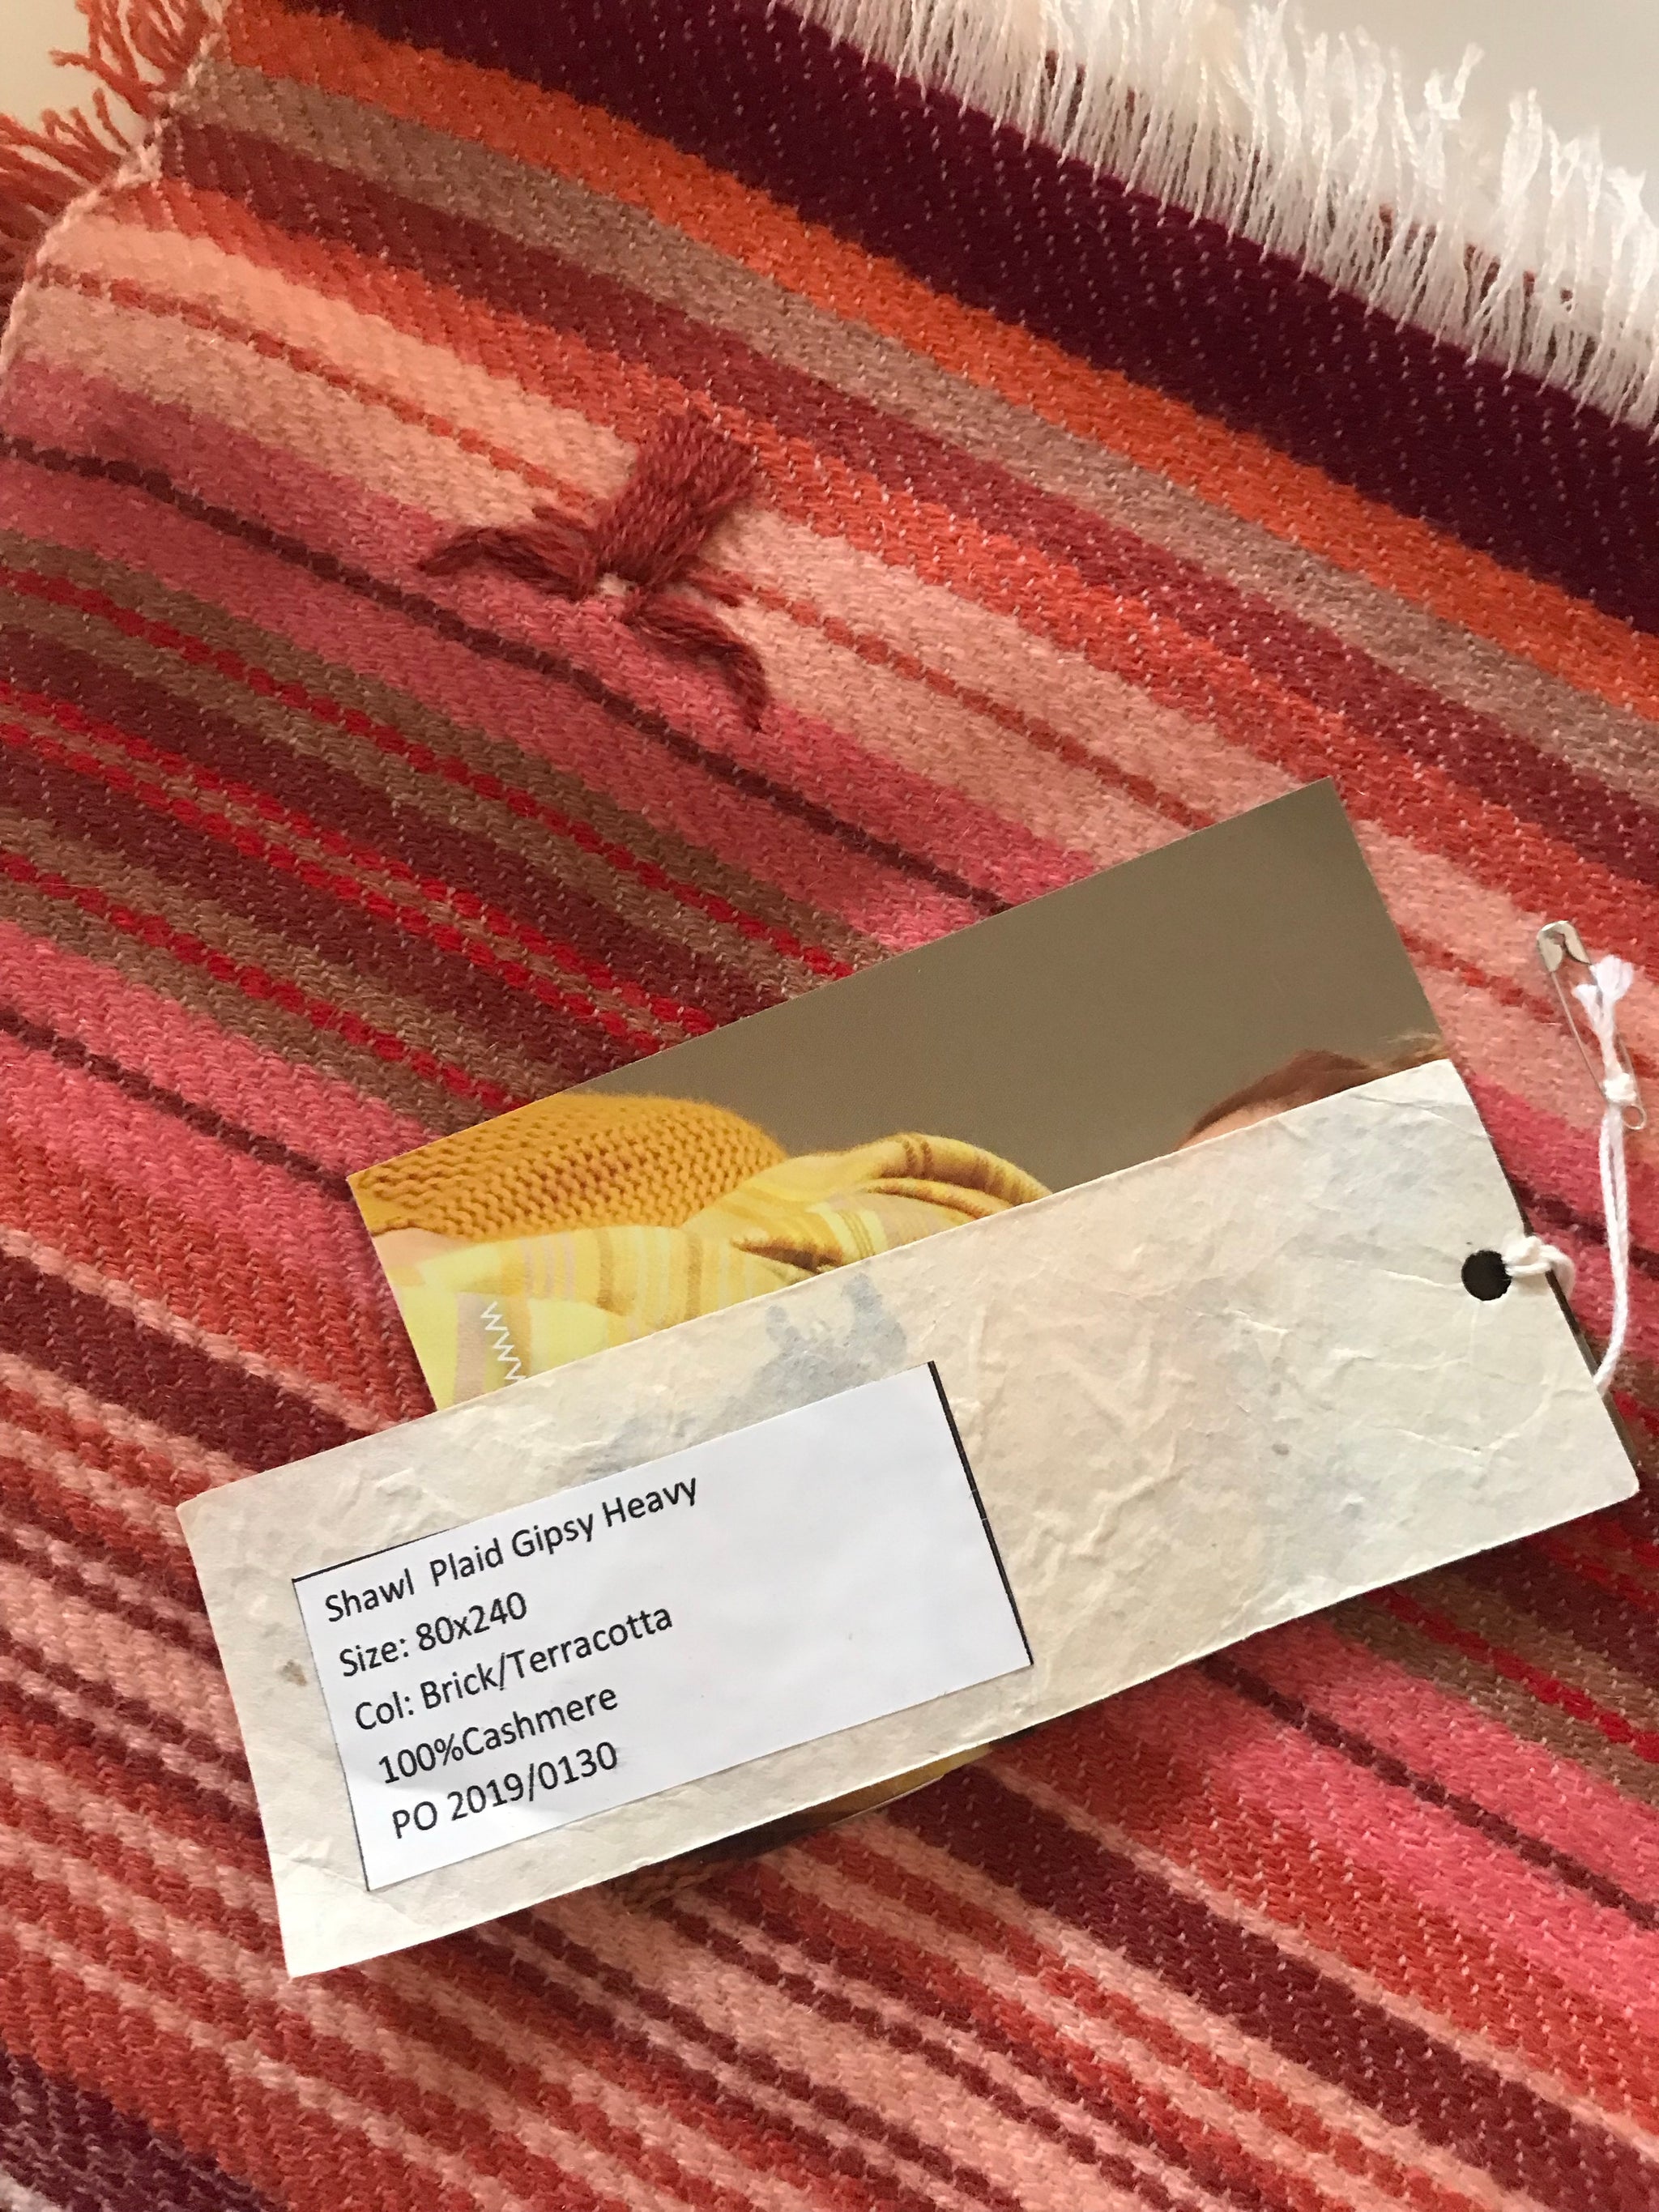 Shawl Plaid Gipsy Heavy
Size: 80x240
Col: Brick/Terracotta
100%Cashmere
PO 2019/0130